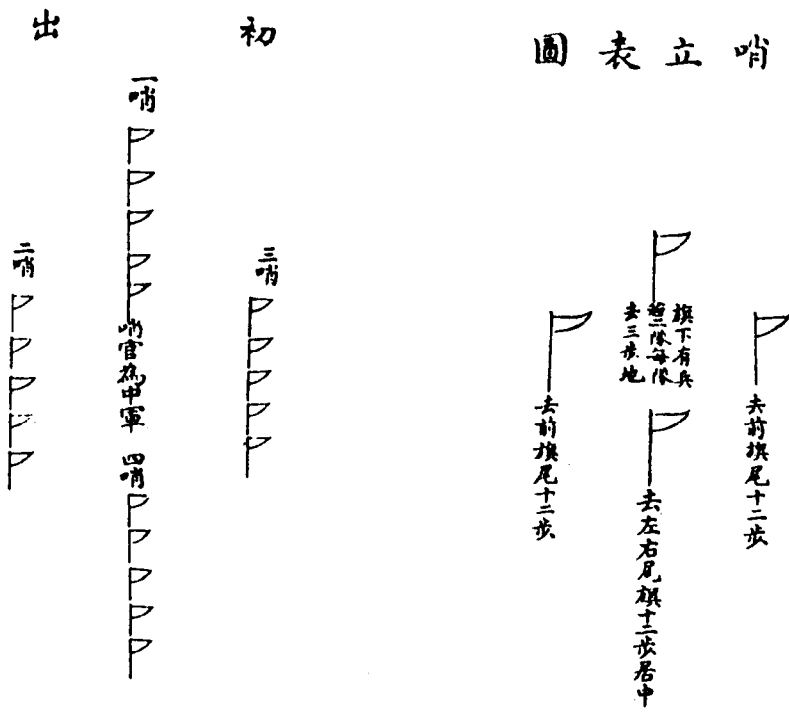 哨立表圖
去前旗尾十二步
旗下有兵
二隊每隊
去三步地
去左右尾旗十二步居中
去前旗尾十二步
初出
三哨
一哨
哨官為中軍
四哨
二哨